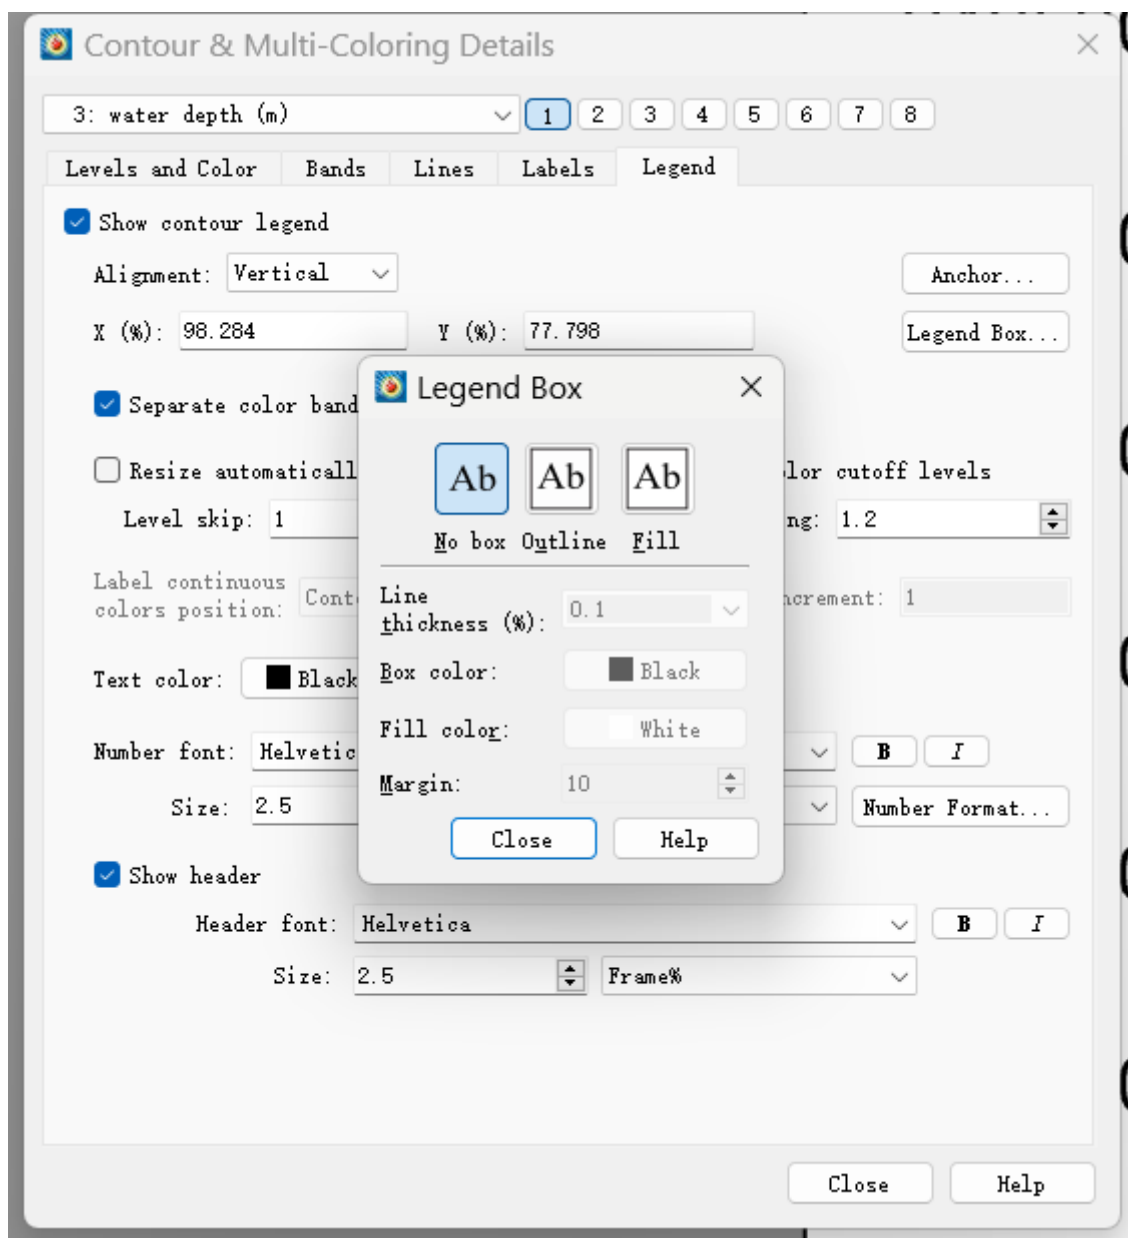 Contour & Multi-Coloring Details
3: water depth (m)
1 2 3 4 5 6 7 8
Levels and Color Bands Lines Labels Legend
Show contour legend
Alignment: Vertical Anchor...
X (%): 98.284 Y (%): 77.798 Legend Box...
Separate color band
Resize automaticall lor cutoff levels
Level skip: 1 ng: 1.2
Label continuous
colors position: Cont ncrement: 1
Text color: Black
Number font: Helvetic B I
Size: 2.5 Number Format...
Show header
Header font: Helvetica B I
Size: 2.5 Frame%
Close Help
Legend Box
Ab Ab Ab
No box Outline Fill
Line
thickness (%): 0.1
Box color: Black
Fill color: White
Margin: 10
Close Help